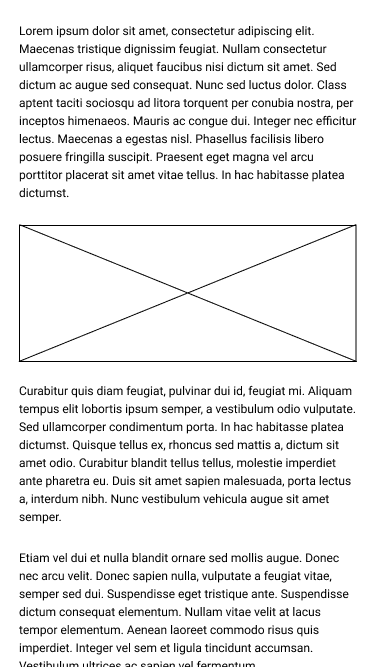 Lorem ipsum dolor sit amet, consectetur adipiscing elit.
Maecenas tristique dignissim feugiat. Nullam consectetur
ullamcorper risus, aliquet faucibus nisi dictum sit amet. Sed
dictum ac augue sed consequat. Nunc sed luctus dolor. Class
aptent taciti sociosqu ad litora torquent per conubia nostra, per
inceptos himenaeos. Mauris ac congue dui. Integer nec efficitur
lectus. Maecenas a egestas nisl. Phasellus facilisis libero
posuere fringilla suscipit. Praesent eget magna vel arcu
porttitor placerat sit amet vitae tellus. In hac habitasse platea
dictumst.
Curabitur quis diam feugiat, pulvinar dui id, feugiat mi. Aliquam
tempus elit lobortis ipsum semper, a vestibulum odio vulputate.
Sed ullamcorper condimentum porta. In hac habitasse platea
dictumst. Quisque tellus ex, rhoncus sed mattis a, dictum sit
amet odio. Curabitur blandit tellus tellus, molestie imperdiet
ante pharetra eu. Duis sit amet sapien malesuada, porta lectus
a, interdum nibh. Nunc vestibulum vehicula augue sit amet
semper.
Etiam vel dui et nulla blandit ornare sed mollis augue. Donec
nec arcu velit. Donec sapien nulla, vulputate a feugiat vitae,
semper sed dui. Suspendisse eget tristique ante. Suspendisse
dictum consequat elementum. Nullam vitae velit at lacus
tempor elementum. Aenean laoreet commodo risus quis
imperdiet. Integer vel sem et ligula tincidunt accumsan.
Vestibulum ultrices ac sapien vel fermentum.